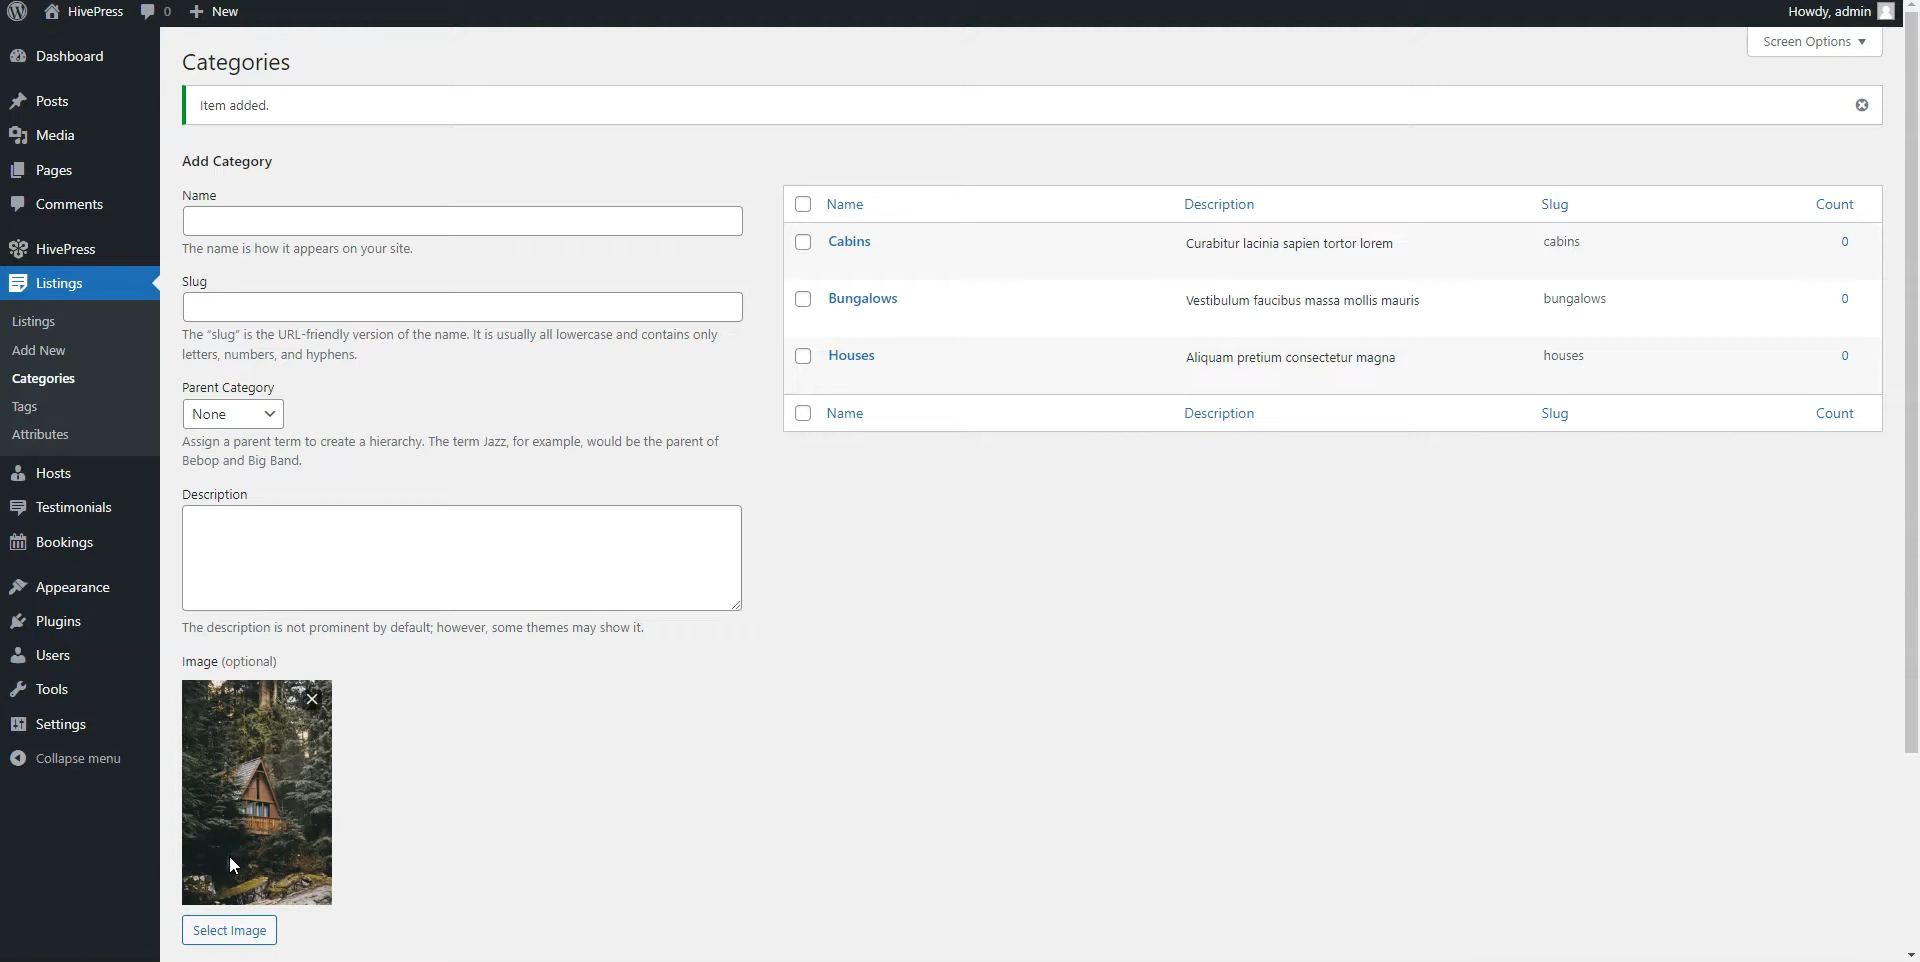 HivePress 0 New Howdy, admin
Screen Options
Dashboard
Posts
Media
Pages
Comments
HivePress
Listings
Listings
Add New
Categories
Tags
Attributes
Hosts
Testimonials
Bookings
Appearance
Plugins
Users
Tools
Settings
Collapse menu
Categories
Item added.
Add Category
Name
The name is how it appears on your site.
Slug
The “slug” is the URL-friendly version of the name. It is usually all lowercase and contains only
letters, numbers, and hyphens.
Parent Category
None
Assign a parent term to create a hierarchy. The term Jazz, for example, would be the parent of
Bebop and Big Band.
Description
The description is not prominent by default; however, some themes may show it.
Image (optional)
Select Image
Name Description Slug Count
Cabins Curabitur lacinia sapien tortor lorem cabins 0
Bungalows Vestibulum faucibus massa mollis mauris bungalows 0
Houses Aliquam pretium consectetur magna houses 0
Name Description Slug Count